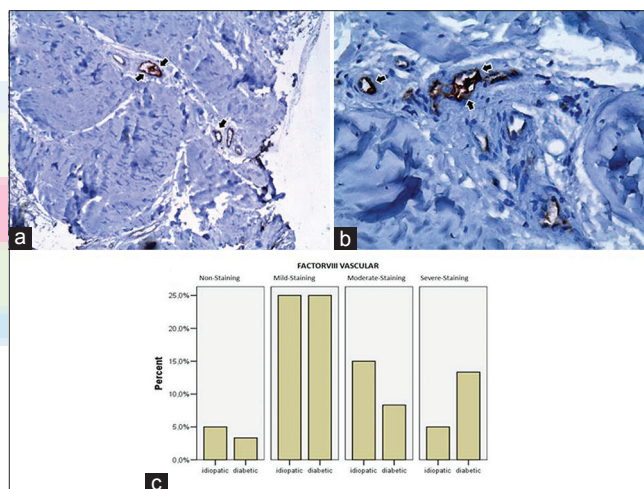 a
b
FACTORVIII VASCULAR
Non-Staining Mild-Staining Moderate-Staining Severe-Staining
25,0%
20,0%
15,0%
10,0%
5,0%
0,0%
Percent
idiopatic diabetic idiopatic diabetic idiopatic diabetic idiopatic diabetic
c